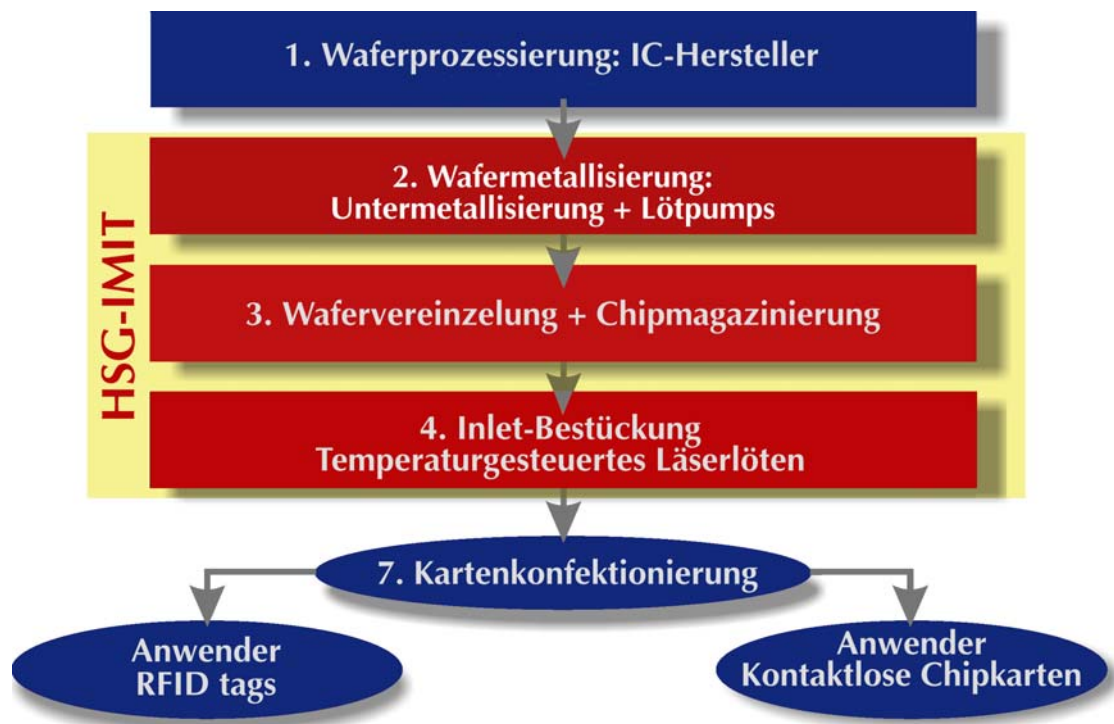 1. Waferprozessierung: IC-Hersteller
HSG-IMIT
2. Wafermetallisierung:
Untermetallisierung + Lötpumps
3. Wafervereinzelung + Chipmagazinierung
4. Inlet-Bestückung
Temperaturgesteuertes Läserlöten
7. Kartenkonfektionierung
Anwender
RFID tags
Anwender
Kontaktlose Chipkarten